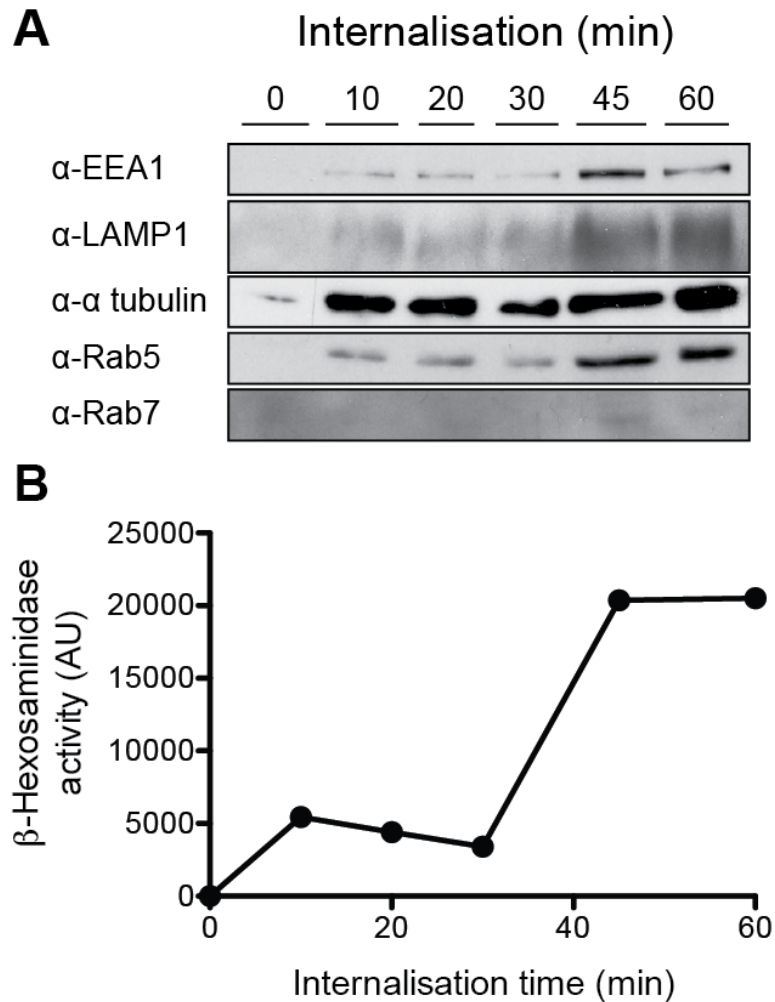 A
Internalisation (min)
0 10 20 30 45 60
α-EEA1
α-LAMP1
α-α tubulin
α-Rab5
α-Rab7
B
β-Hexosaminidase
activity (AU)
25000
20000
15000
10000
5000
0
0 20 40 60
Internalisation time (min)